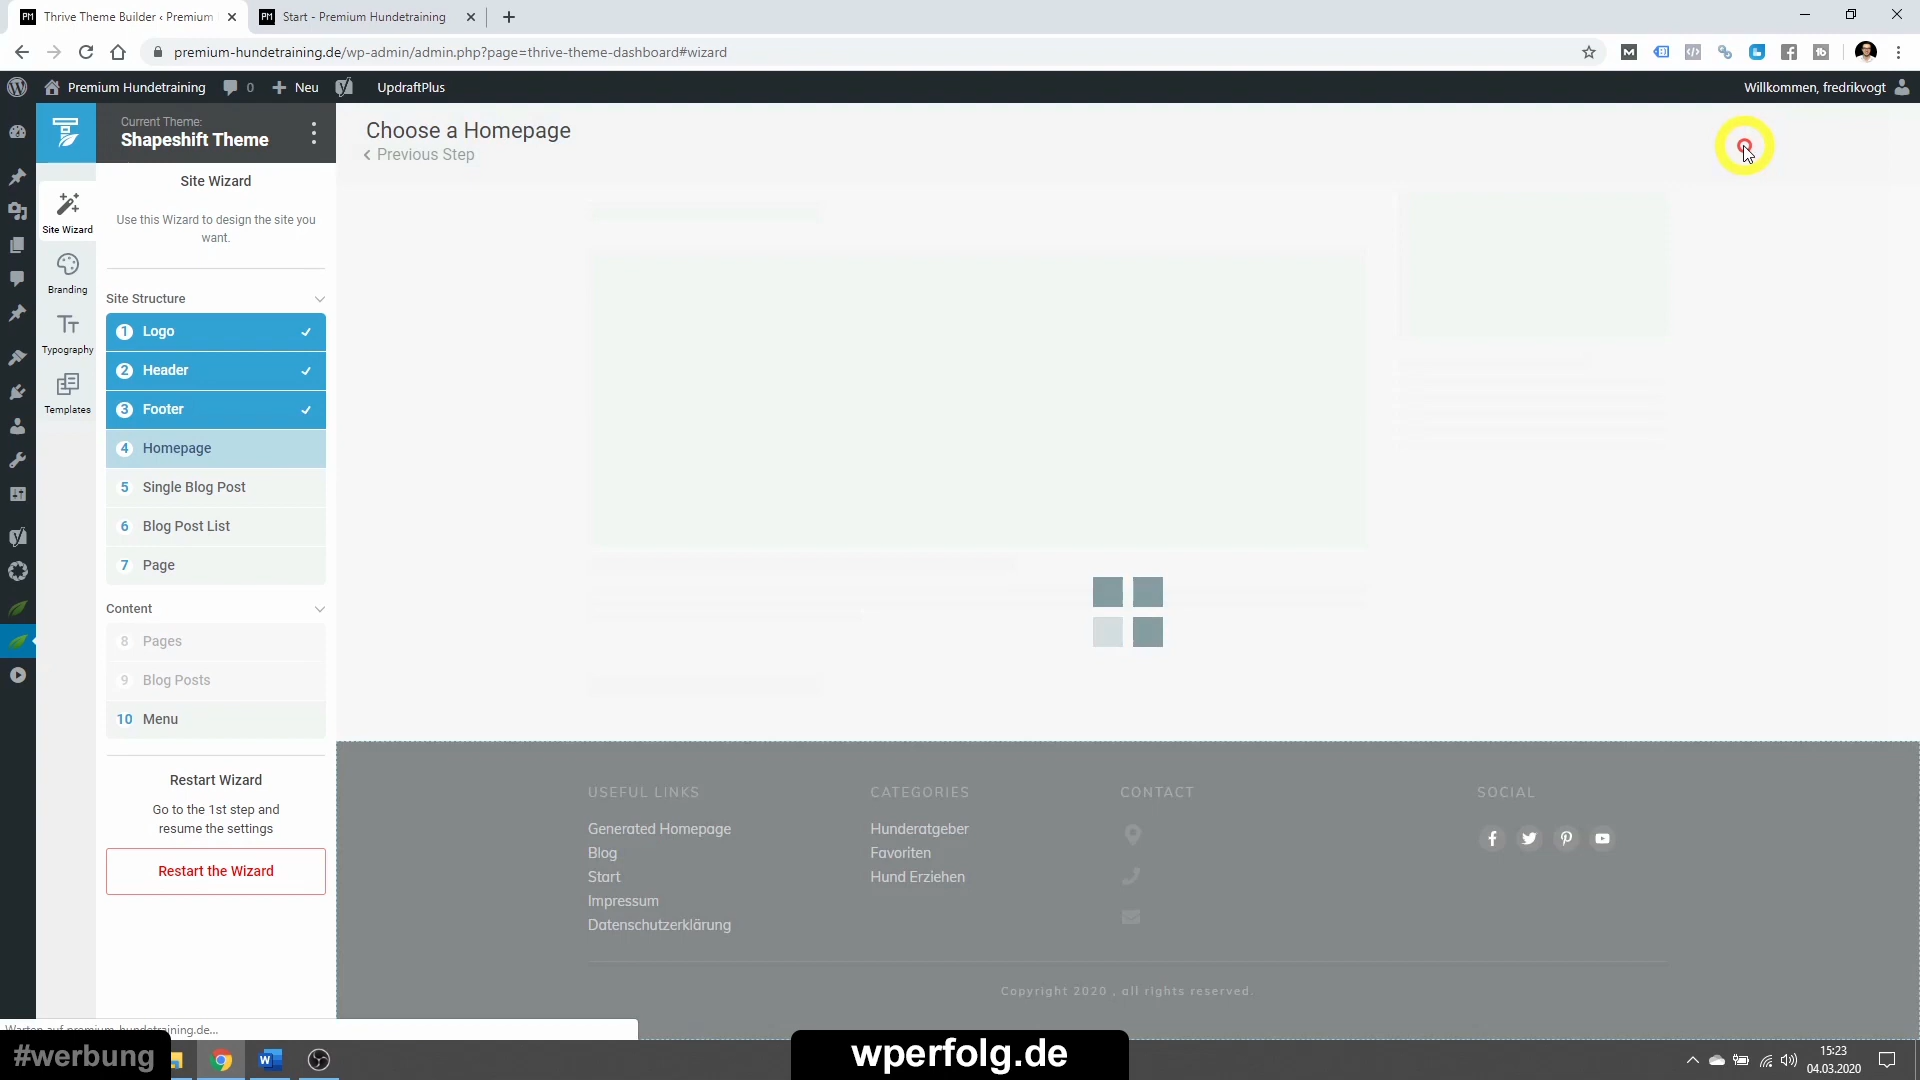 Thrive Theme Builder ‹ Premium
Start - Premium Hundetraining
premium-hundetraining.de/wp-admin/admin.php?page=thrive-theme-dashboard#wizard
Premium Hundetraining
0
Neu
UpdraftPlus
Willkommen, fredrikvogt
Current Theme:
Shapeshift Theme
Choose a Homepage
Previous Step
Site Wizard
Branding
Typography
Templates
Site Wizard
Use this Wizard to design the site you
want.
Site Structure
1 Logo
2 Header
3 Footer
4 Homepage
5 Single Blog Post
6 Blog Post List
7 Page
Content
8 Pages
9 Blog Posts
10 Menu
Restart Wizard
Go to the 1st step and
resume the settings
Restart the Wizard
USEFUL LINKS
Generated Homepage
Blog
Start
Impressum
Datenschutzerklärung
CATEGORIES
Hunderatgeber
Favoriten
Hund Erziehen
CONTACT
SOCIAL
Copyright 2020 , all rights reserved.
Warten auf premium-hundetraining.de...
#werbung
wperfolg.de
15:23
04.03.2020